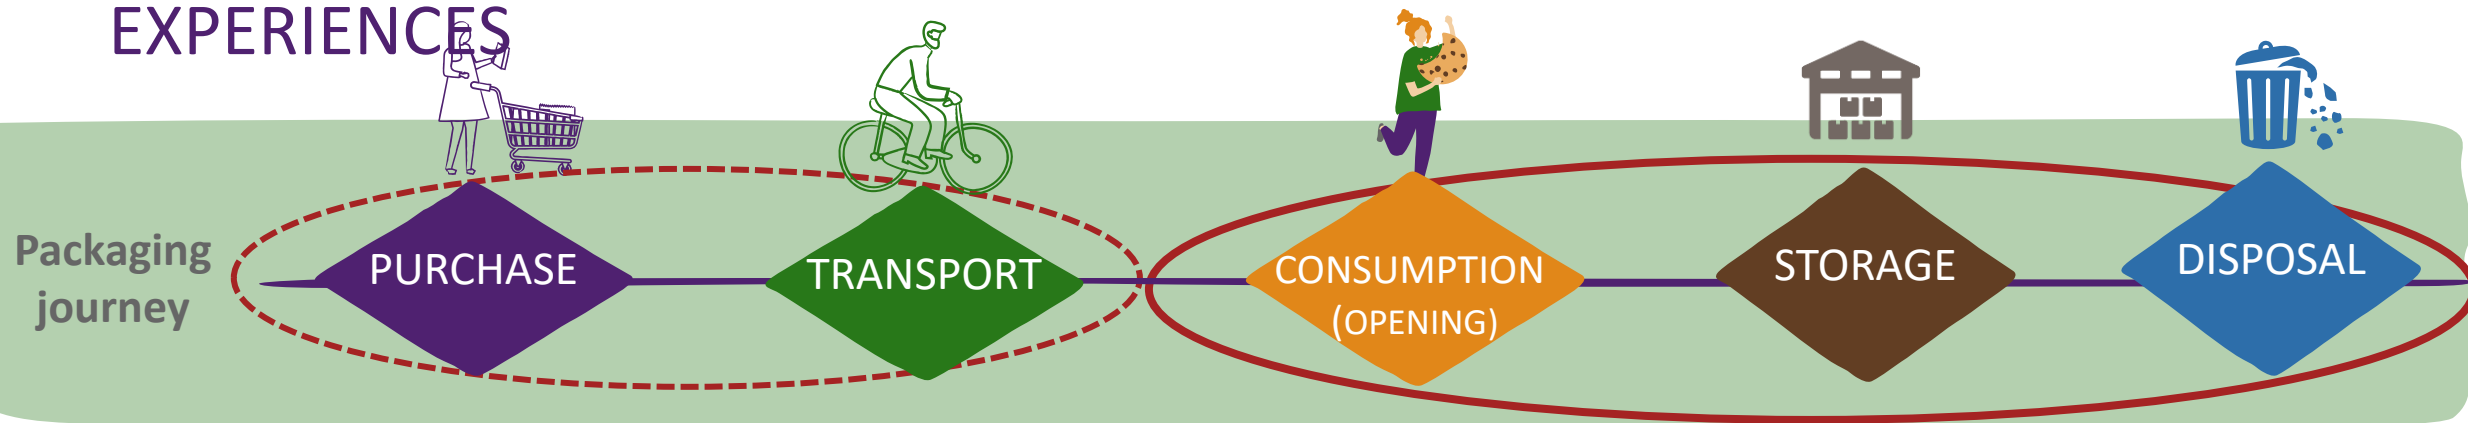 EXPERIENCES
Packaging
journey
PURCHASE
TRANSPORT
CONSUMPTION
(OPENING)
STORAGE
DISPOSAL